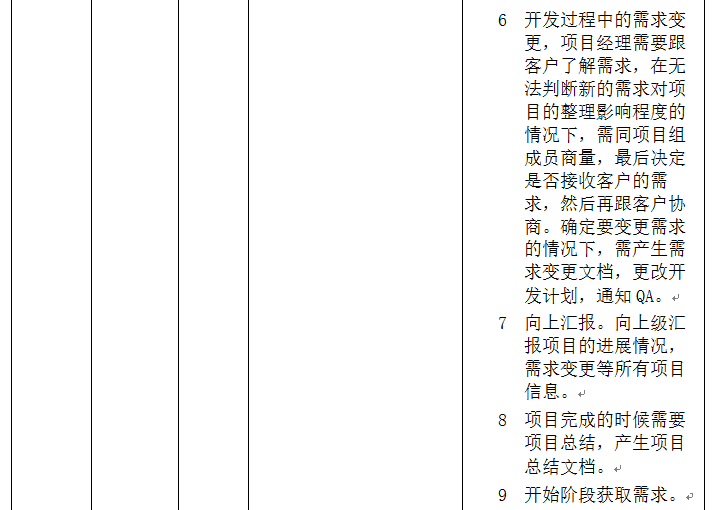 6 开发过程中的需求变
更，项目经理需要跟
客户了解需求，在无
法判断新的需求对项
目的整理影响程度的
情况下，需同项目组
成员商量，最后决定
是否接收客户的需
求，然后再跟客户协
商。确定要变更需求
的情况下，需产生需
求变更文档，更改开
发计划，通知 QA。
7 向上汇报。向上级汇
报项目的进展情况，
需求变更等所有项目
信息。
8 项目完成的时候需要
项目总结，产生项目
总结文档。
9 开始阶段获取需求。